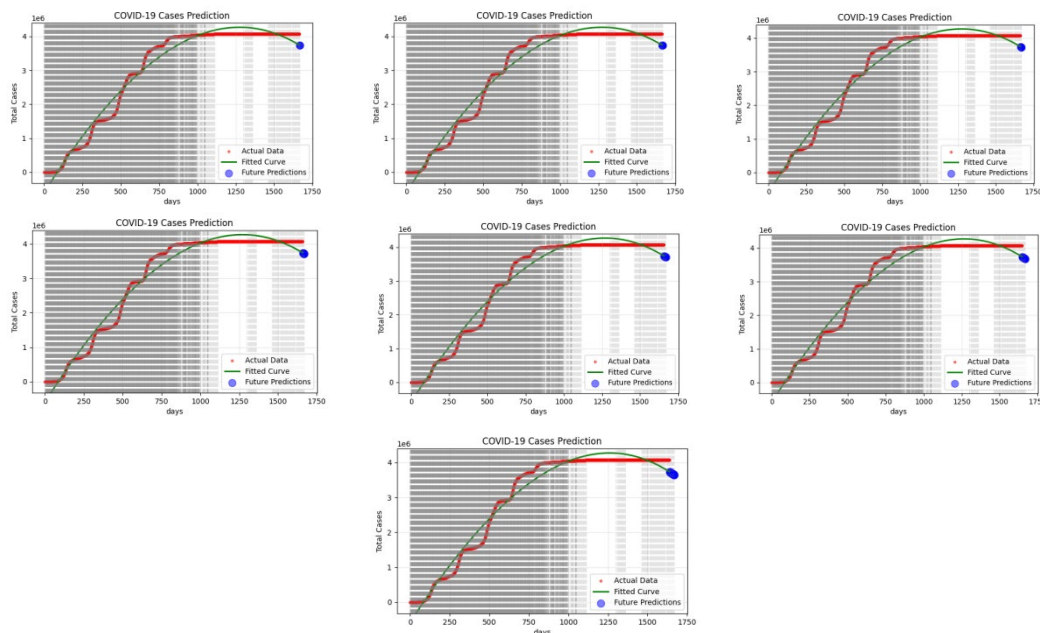 COVID-19 Cases Prediction
1e6
Total Cases
4
3
2
1
0
Actual Data
Fitted Curve
Future Predictions
0 250 500 750 1000 1250 1500 1750
days
COVID-19 Cases Prediction
1e6
Total Cases
4
3
2
1
0
Actual Data
Fitted Curve
Future Predictions
0 250 500 750 1000 1250 1500 1750
days
COVID-19 Cases Prediction
1e6
Total Cases
4
3
2
1
0
Actual Data
Fitted Curve
Future Predictions
0 250 500 750 1000 1250 1500 1750
days
COVID-19 Cases Prediction
1e6
Total Cases
4
3
2
1
0
Actual Data
Fitted Curve
Future Predictions
0 250 500 750 1000 1250 1500 1750
days
COVID-19 Cases Prediction
1e6
Total Cases
4
3
2
1
0
Actual Data
Fitted Curve
Future Predictions
0 250 500 750 1000 1250 1500 1750
days
COVID-19 Cases Prediction
1e6
Total Cases
4
3
2
1
0
Actual Data
Fitted Curve
Future Predictions
0 250 500 750 1000 1250 1500 1750
days
COVID-19 Cases Prediction
1e6
Total Cases
4
3
2
1
0
Actual Data
Fitted Curve
Future Predictions
0 250 500 750 1000 1250 1500 1750
days